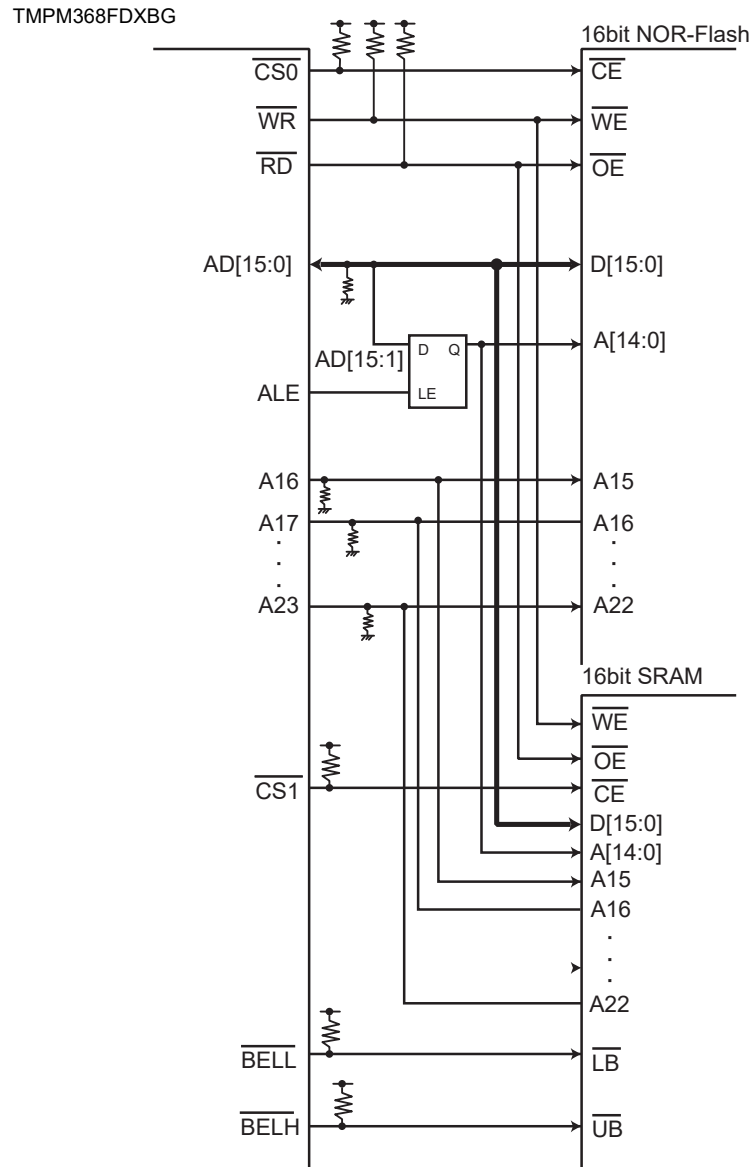 TMPM368FDXBG
16bit NOR-Flash
CS0
CE
WR
WE
RD
OE
AD[15:0]
D[15:0]
D Q
A[14:0]
AD[15:1]
ALE
LE
A16
A15
A17
A16
.
.
.
.
.
.
A23
A22
16bit SRAM
WE
OE
CS1
CE
D[15:0]
A[14:0]
A15
A16
.
.
.
A22
BELL
LB
BELH
UB